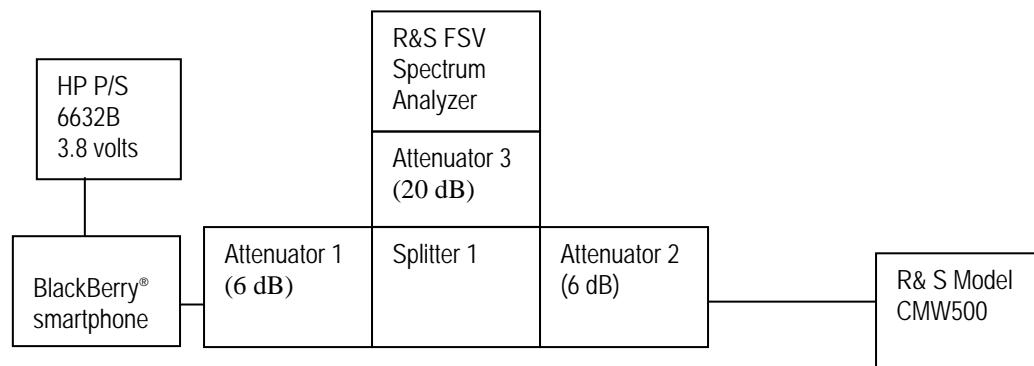 R&S FSV
Spectrum
Analyzer
HP P/S
6632B
3.8 volts
Attenuator 3
(20 dB)
BlackBerry®
smartphone
Attenuator 1
(6 dB)
Splitter 1
Attenuator 2
(6 dB)
R& S Model
CMW500